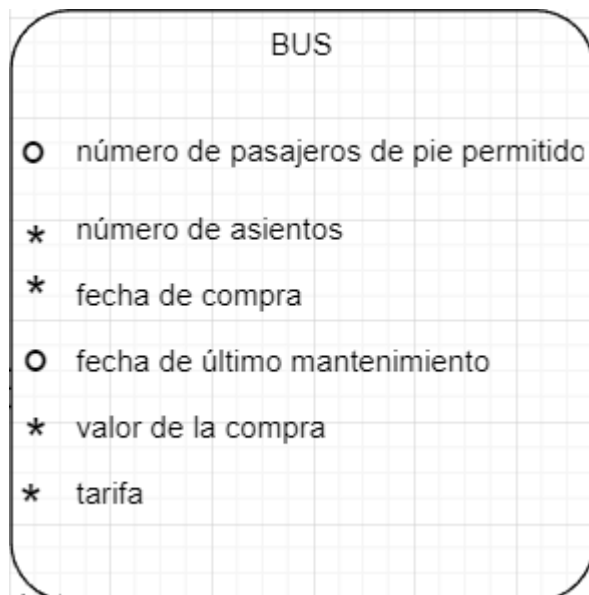 BUS
o número de pasajeros de pie permitido
* número de asientos
* fecha de compra
o fecha de último mantenimiento
* valor de la compra
* tarifa